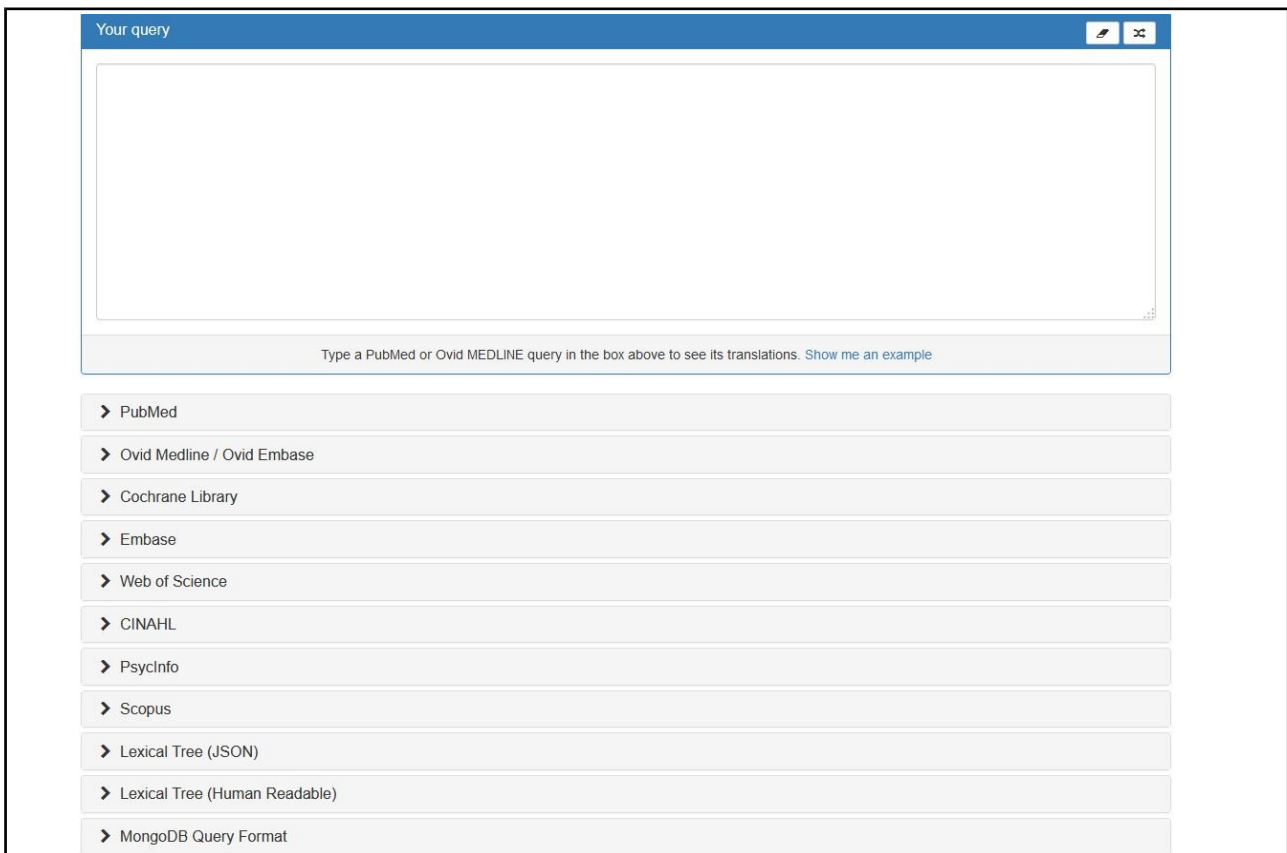 Your query
Type a PubMed or Ovid MEDLINE query in the box above to see its translations. Show me an example
PubMed
Ovid Medline / Ovid Embase
Cochrane Library
Embase
Web of Science
CINAHL
PsycInfo
Scopus
Lexical Tree (JSON)
Lexical Tree (Human Readable)
MongoDB Query Format